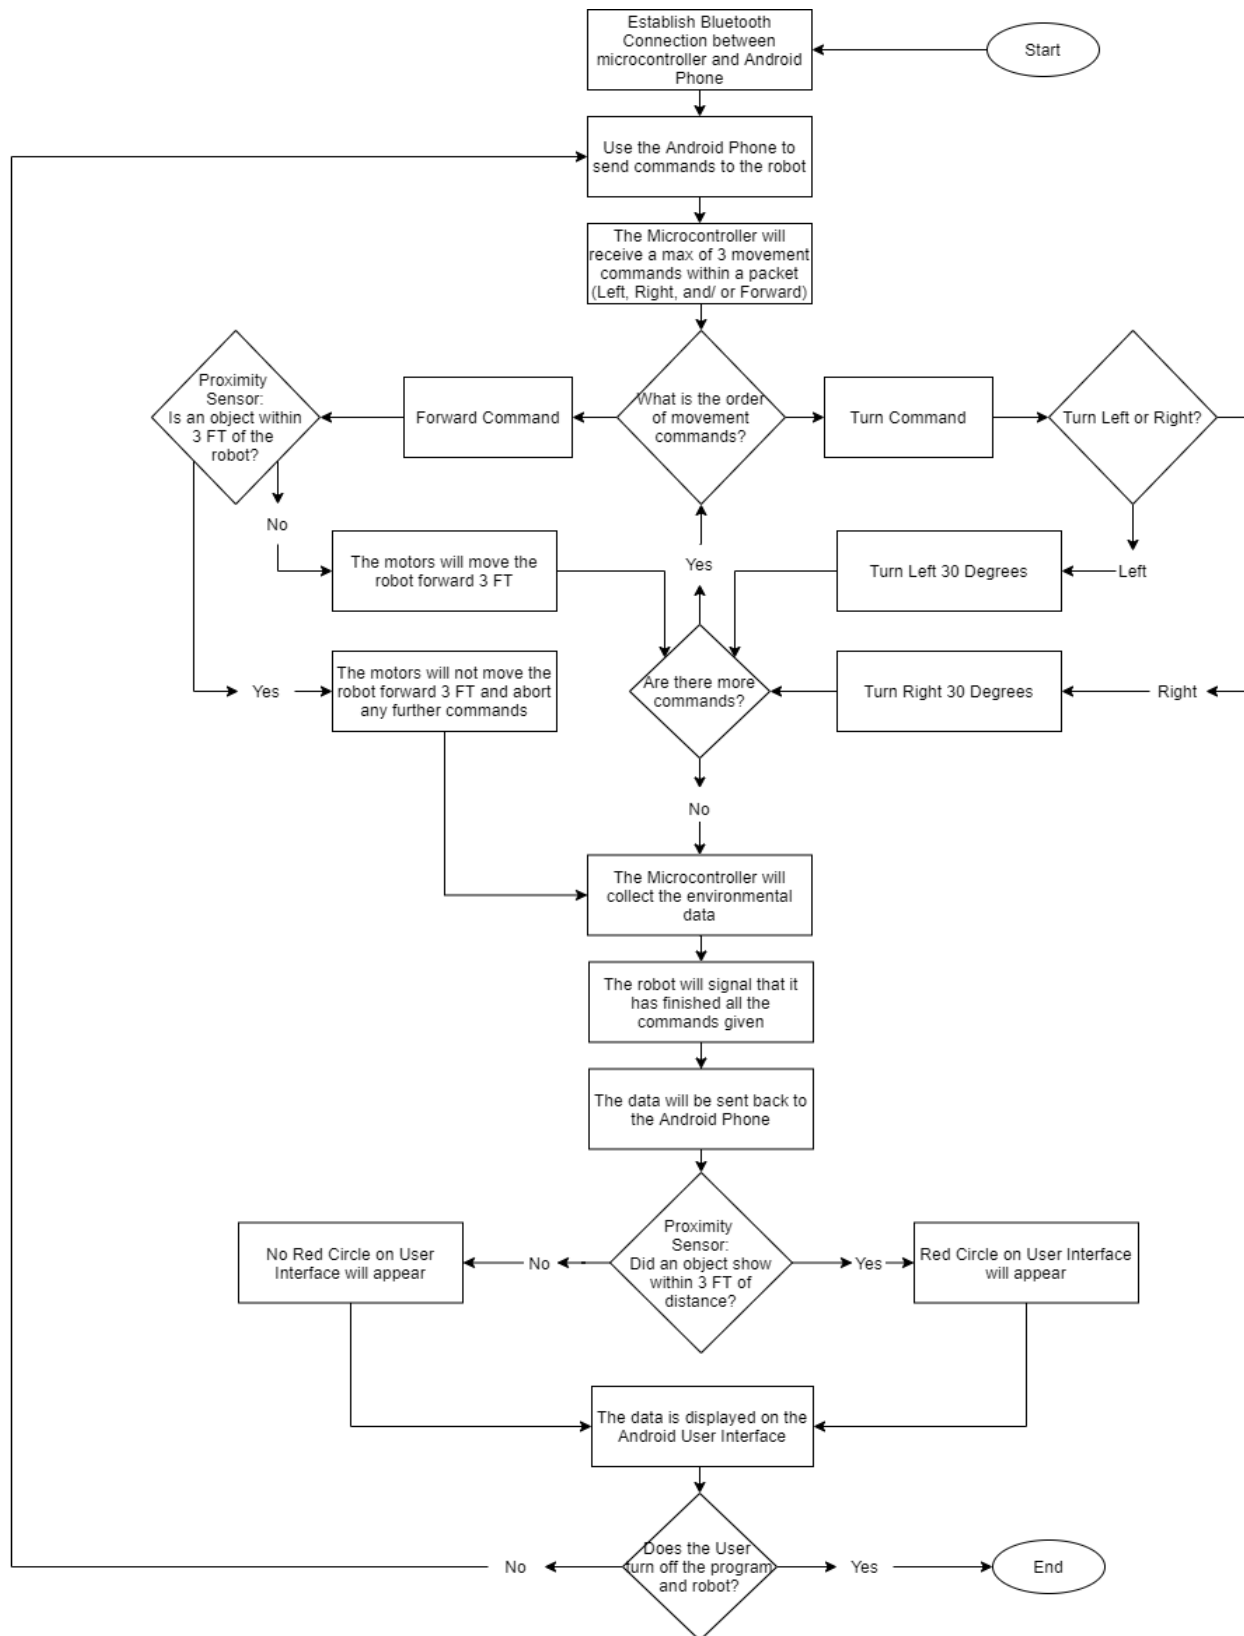 Establish Bluetooth
Connection between
microcontroller and Android
Phone
Start
Use the Android Phone to
send commands to the robot
The Microcontroller will
receive a max of 3 movement
commands within a packet
(Left, Right, and/ or Forward)
Proximity
Sensor:
Is an object within
3 FT of the
robot?
Forward Command
What is the order
of movement
commands?
Turn Command
Turn Left or Right?
No
The motors will move the
robot forward 3 FT
Yes
Turn Left 30 Degrees
Left
Yes
The motors will not move the
robot forward 3 FT and abort
any further commands
Are there more
commands?
Turn Right 30 Degrees
Right
No
The Microcontroller will
collect the environmental
data
The robot will signal that it
has finished all the
commands given
The data will be sent back to
the Android Phone
No Red Circle on User
Interface will appear
No
Proximity
Sensor:
Did an object show
within 3 FT of
distance?
Yes
Red Circle on User Interface
will appear
The data is displayed on the
Android User Interface
No
Does the User
turn off the program
and robot?
Yes
End